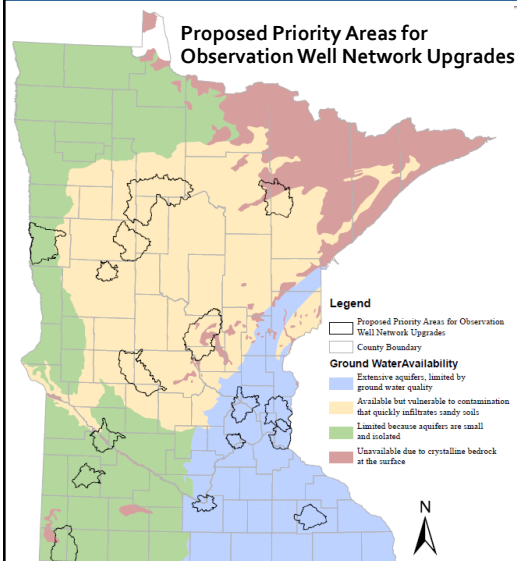 Proposed Priority Areas for
Observation Well Network Upgrades
Legend
Proposed Priority Areas for Observation
Well Network Upgrades
County Boundary
Ground WaterAvailability
Extensive aquifers, limited by
ground water quality
Available but vulnerable to contamination
that quickly infiltrates sandy soils
Limited because aquifers are small
and isolated
Unavailable due to crystalline bedrock
at the surface
N